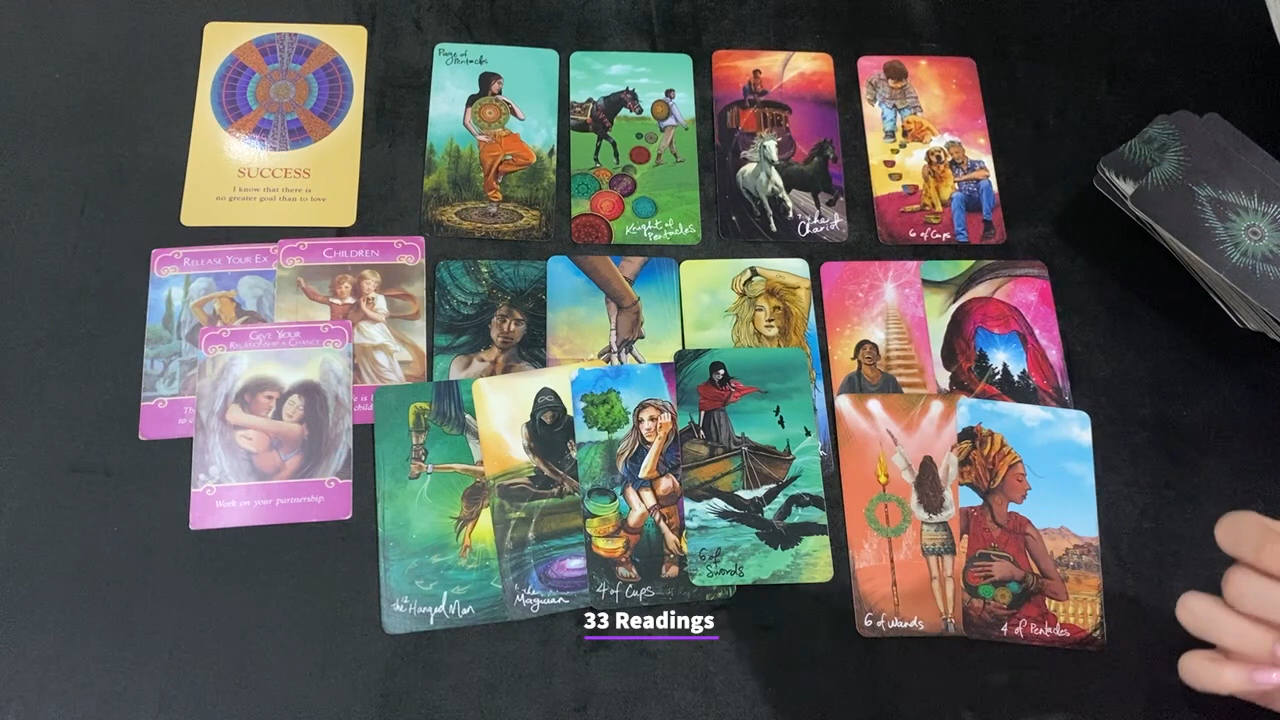 SUCCESS
I know that there is
no greater goal than to love
Page of
Pentacles
Knight of
Pentacles
7 the
Chariot
6 of Cups
RELEASE YOUR EX
CHILDREN
GIVE YOUR
RELATIONSHIP A CHANCE
Work on your partnership.
12
the Hanged Man
the
Magician
4 of Cups
6 of
Swords
6 of Wands
4 of Pentacles
33 Readings